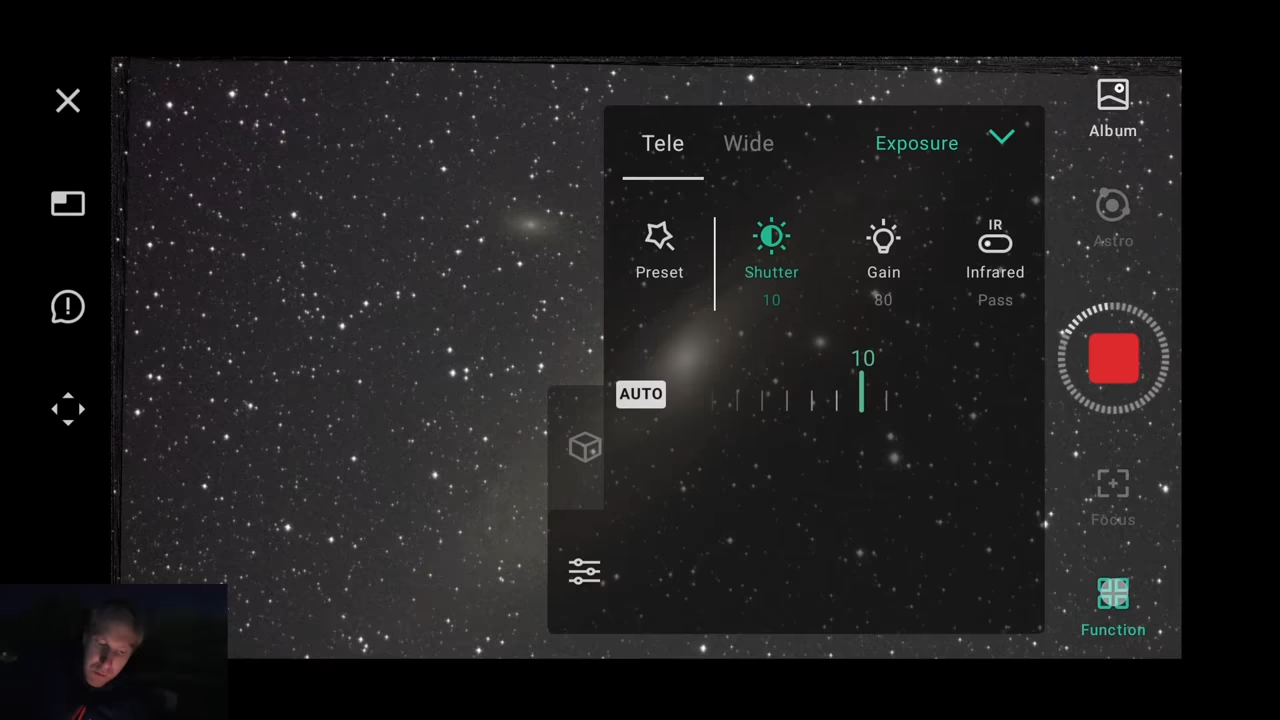 Tele Wide Exposure
Album
IR
Preset Shutter Gain Infrared
10 80 Pass
Astro
10
AUTO
Focus
Function